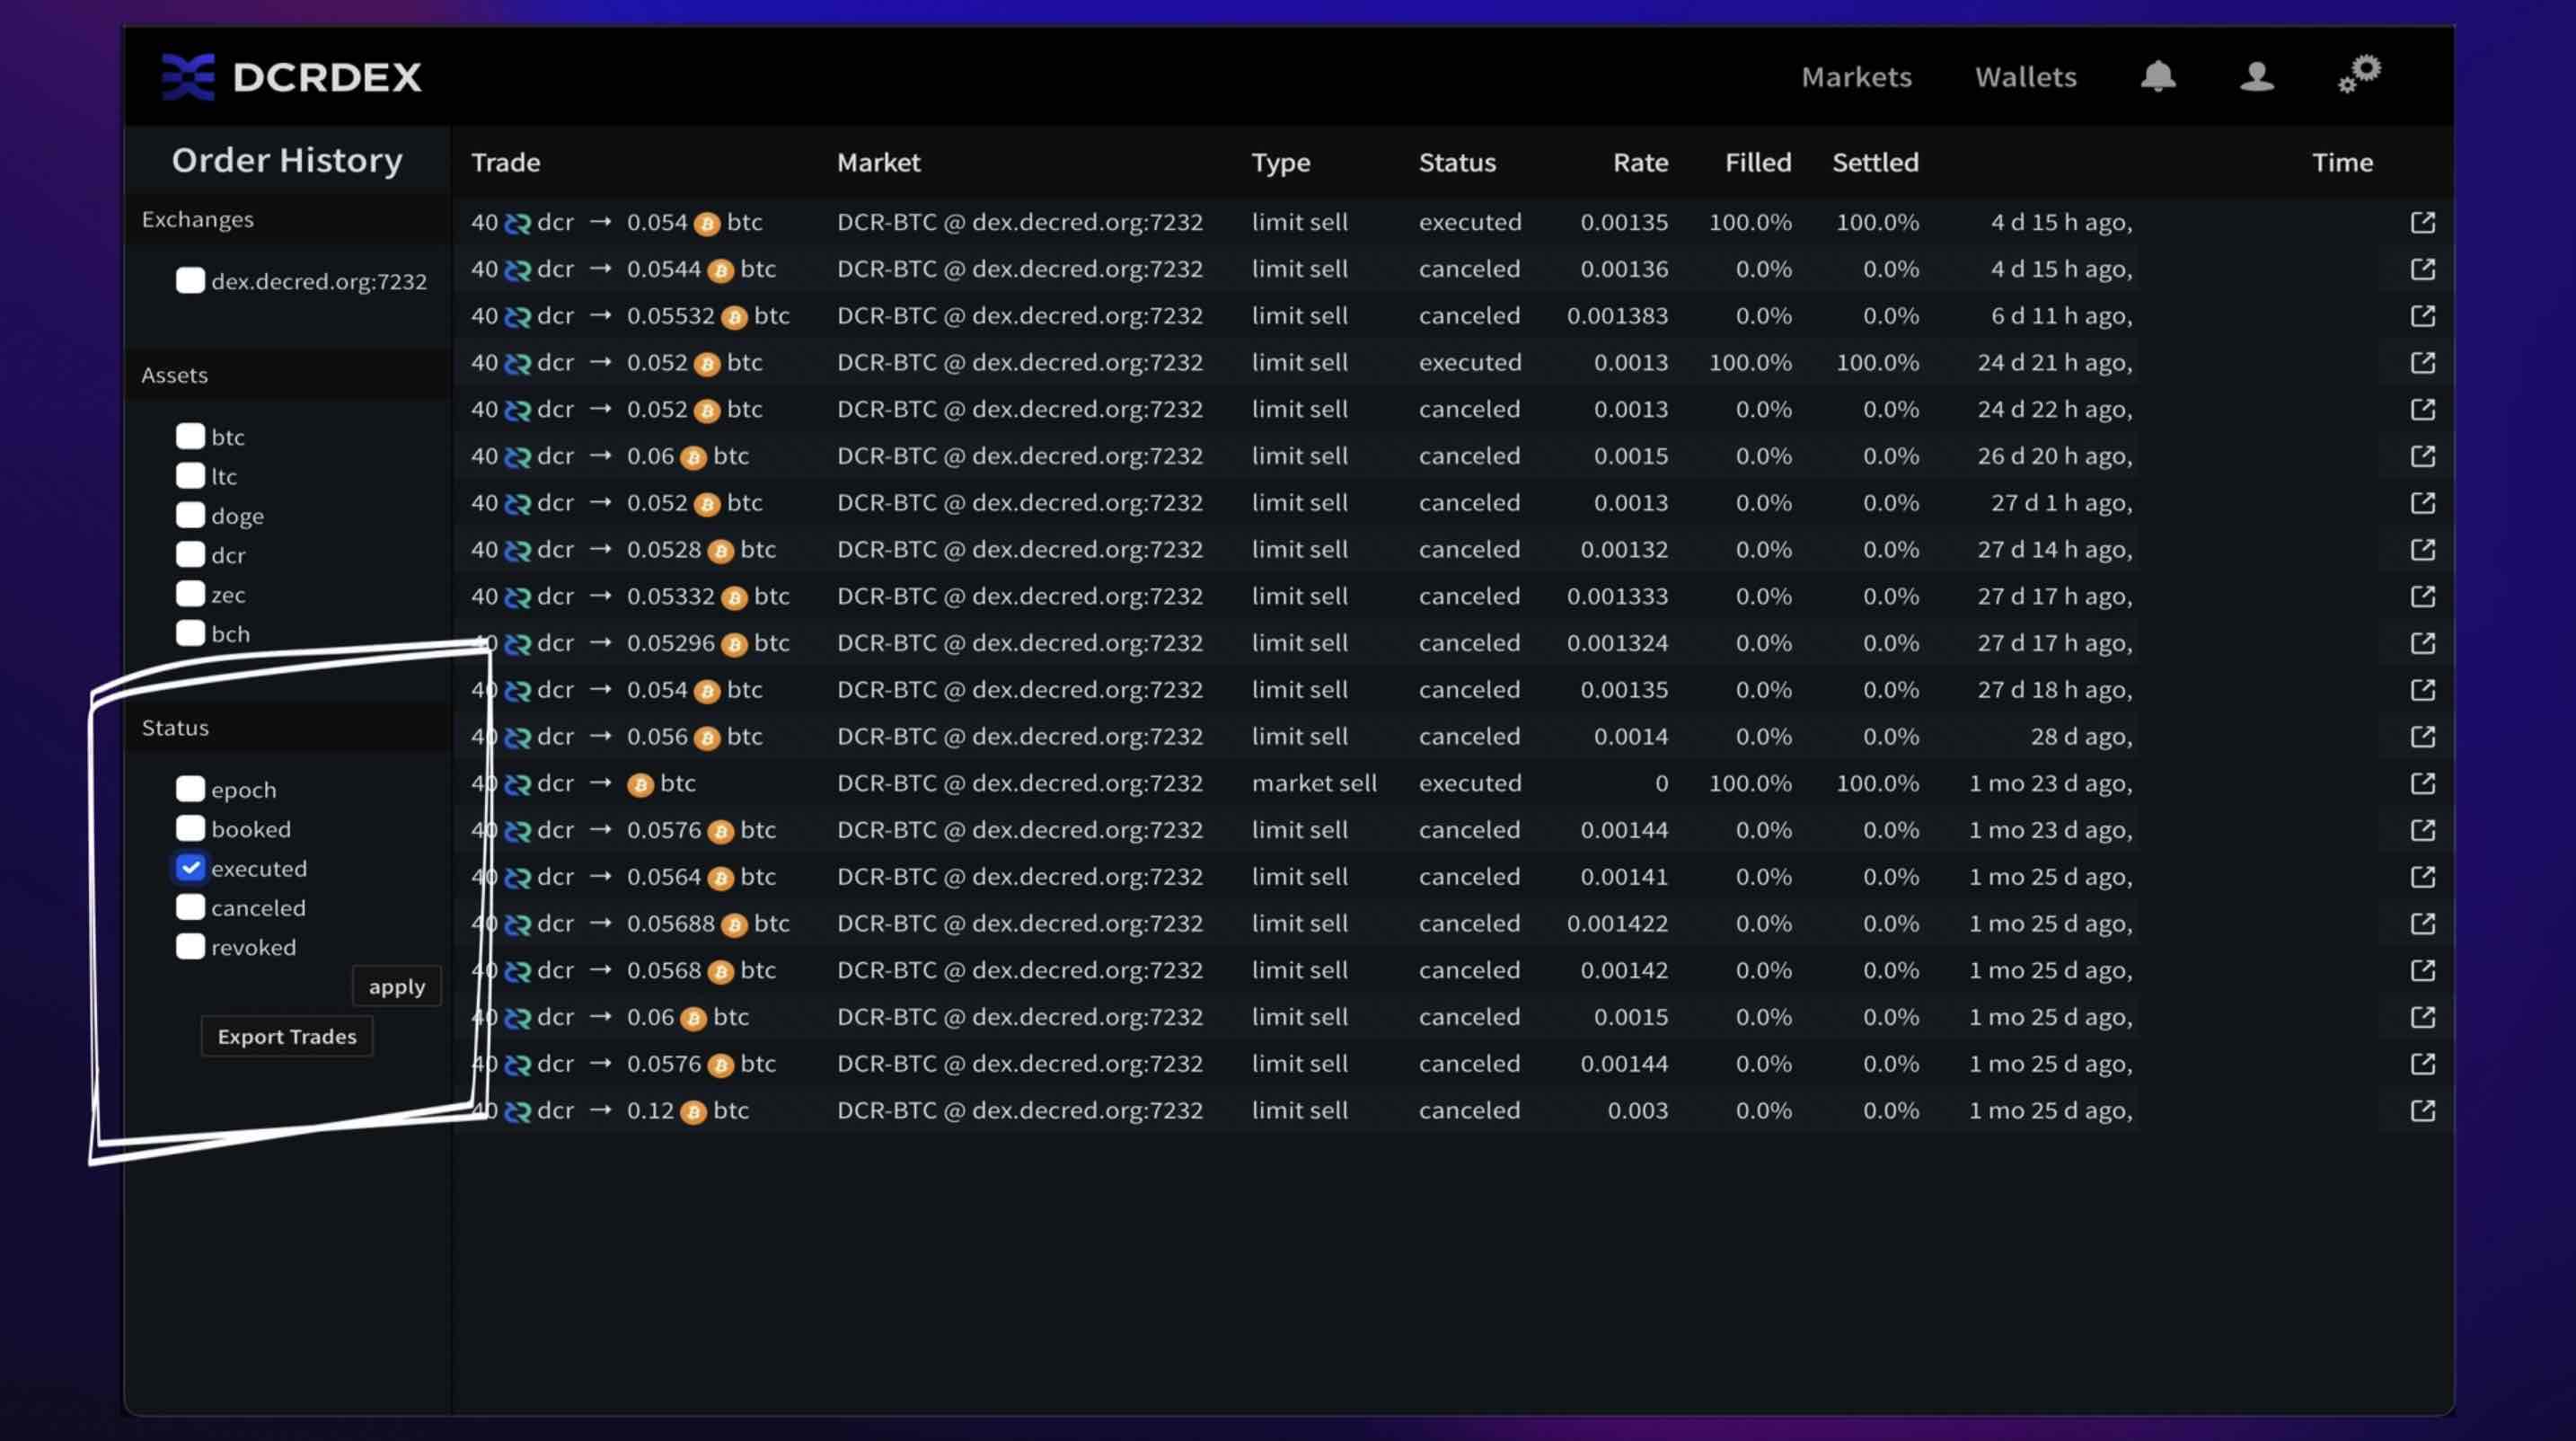 DCRDEX
Markets Wallets
Order History
Exchanges
dex.decred.org:7232
Assets
btc
ltc
doge
dcr
zec
bch
Status
epoch
booked
executed
canceled
revoked
apply
Export Trades
Trade Market Type Status Rate Filled Settled Time
40 dcr → 0.054 btc DCR-BTC @ dex.decred.org:7232 limit sell executed 0.00135 100.0% 100.0% 4 d 15 h ago,
40 dcr → 0.0544 btc DCR-BTC @ dex.decred.org:7232 limit sell canceled 0.00136 0.0% 0.0% 4 d 15 h ago,
40 dcr → 0.05532 btc DCR-BTC @ dex.decred.org:7232 limit sell canceled 0.001383 0.0% 0.0% 6 d 11 h ago,
40 dcr → 0.052 btc DCR-BTC @ dex.decred.org:7232 limit sell executed 0.0013 100.0% 100.0% 24 d 21 h ago,
40 dcr → 0.052 btc DCR-BTC @ dex.decred.org:7232 limit sell canceled 0.0013 0.0% 0.0% 24 d 22 h ago,
40 dcr → 0.06 btc DCR-BTC @ dex.decred.org:7232 limit sell canceled 0.0015 0.0% 0.0% 26 d 20 h ago,
40 dcr → 0.052 btc DCR-BTC @ dex.decred.org:7232 limit sell canceled 0.0013 0.0% 0.0% 27 d 1 h ago,
40 dcr → 0.0528 btc DCR-BTC @ dex.decred.org:7232 limit sell canceled 0.00132 0.0% 0.0% 27 d 14 h ago,
40 dcr → 0.05332 btc DCR-BTC @ dex.decred.org:7232 limit sell canceled 0.001333 0.0% 0.0% 27 d 17 h ago,
40 dcr → 0.05296 btc DCR-BTC @ dex.decred.org:7232 limit sell canceled 0.001324 0.0% 0.0% 27 d 17 h ago,
40 dcr → 0.054 btc DCR-BTC @ dex.decred.org:7232 limit sell canceled 0.00135 0.0% 0.0% 27 d 18 h ago,
40 dcr → 0.056 btc DCR-BTC @ dex.decred.org:7232 limit sell canceled 0.0014 0.0% 0.0% 28 d ago,
40 dcr → btc DCR-BTC @ dex.decred.org:7232 market sell executed 0 100.0% 100.0% 1 mo 23 d ago,
40 dcr → 0.0576 btc DCR-BTC @ dex.decred.org:7232 limit sell canceled 0.00144 0.0% 0.0% 1 mo 23 d ago,
40 dcr → 0.0564 btc DCR-BTC @ dex.decred.org:7232 limit sell canceled 0.00141 0.0% 0.0% 1 mo 25 d ago,
40 dcr → 0.05688 btc DCR-BTC @ dex.decred.org:7232 limit sell canceled 0.001422 0.0% 0.0% 1 mo 25 d ago,
40 dcr → 0.0568 btc DCR-BTC @ dex.decred.org:7232 limit sell canceled 0.00142 0.0% 0.0% 1 mo 25 d ago,
40 dcr → 0.06 btc DCR-BTC @ dex.decred.org:7232 limit sell canceled 0.0015 0.0% 0.0% 1 mo 25 d ago,
40 dcr → 0.0576 btc DCR-BTC @ dex.decred.org:7232 limit sell canceled 0.00144 0.0% 0.0% 1 mo 25 d ago,
40 dcr → 0.12 btc DCR-BTC @ dex.decred.org:7232 limit sell canceled 0.003 0.0% 0.0% 1 mo 25 d ago,